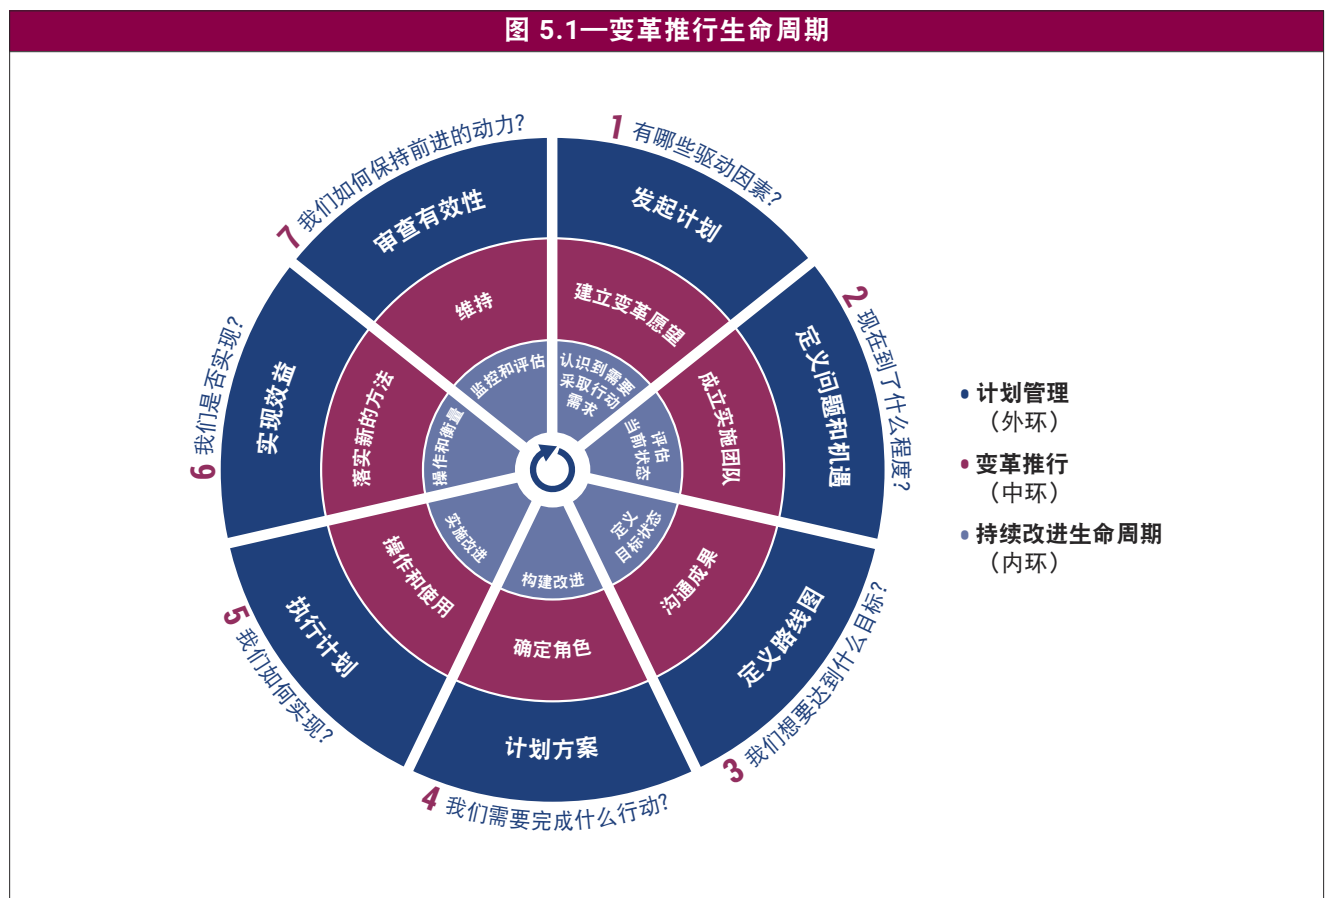 图 5.1—变革推行生命周期
1 有哪些驱动因素?
发起计划
建立变革愿望
认识到需要
采取行动
需求
2 现在到了什么程度?
定义问题和机遇
成立实施团队
评估
当前状态
3 我们想要达到什么目标?
定义路线图
沟通成果
定义
目标状态
4 我们需要完成什么行动?
计划方案
确定角色
构建改进
5 我们如何实现?
执行计划
操作和使用
实施改进
6 我们是否实现?
实现效益
落实新的方法
操作和衡量
7 我们如何保持前进的动力?
审查有效性
维持
监控和评估
• 计划管理
（外环）
• 变革推行
（中环）
• 持续改进生命周期
（内环）